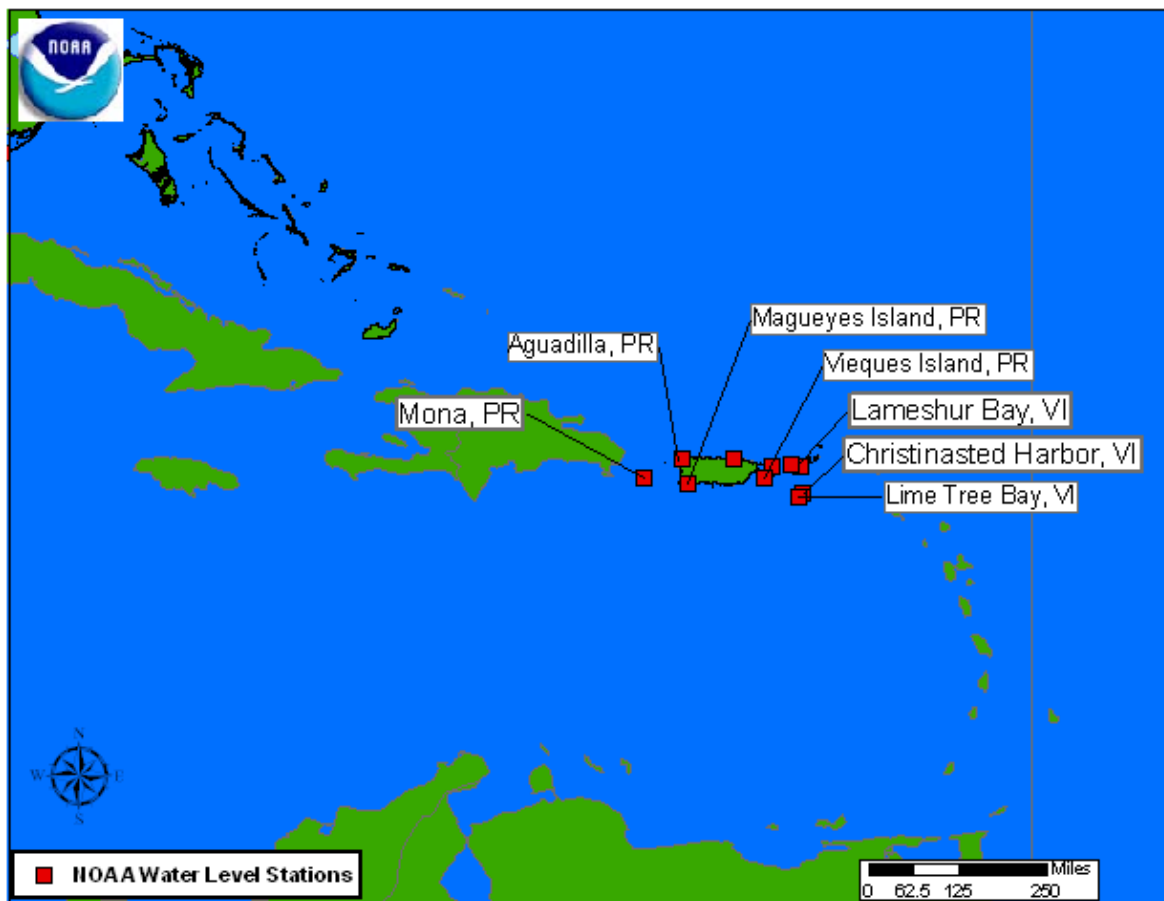 NOAA
Magueyes Island, PR
Aguadilla, PR
Vieques Island, PR
Mona, PR
Lameshur Bay, VI
Christinasted Harbor, VI
Lime Tree Bay, VI
N
W E
S
NOAA Water Level Stations
Miles
0 62.5 125 250